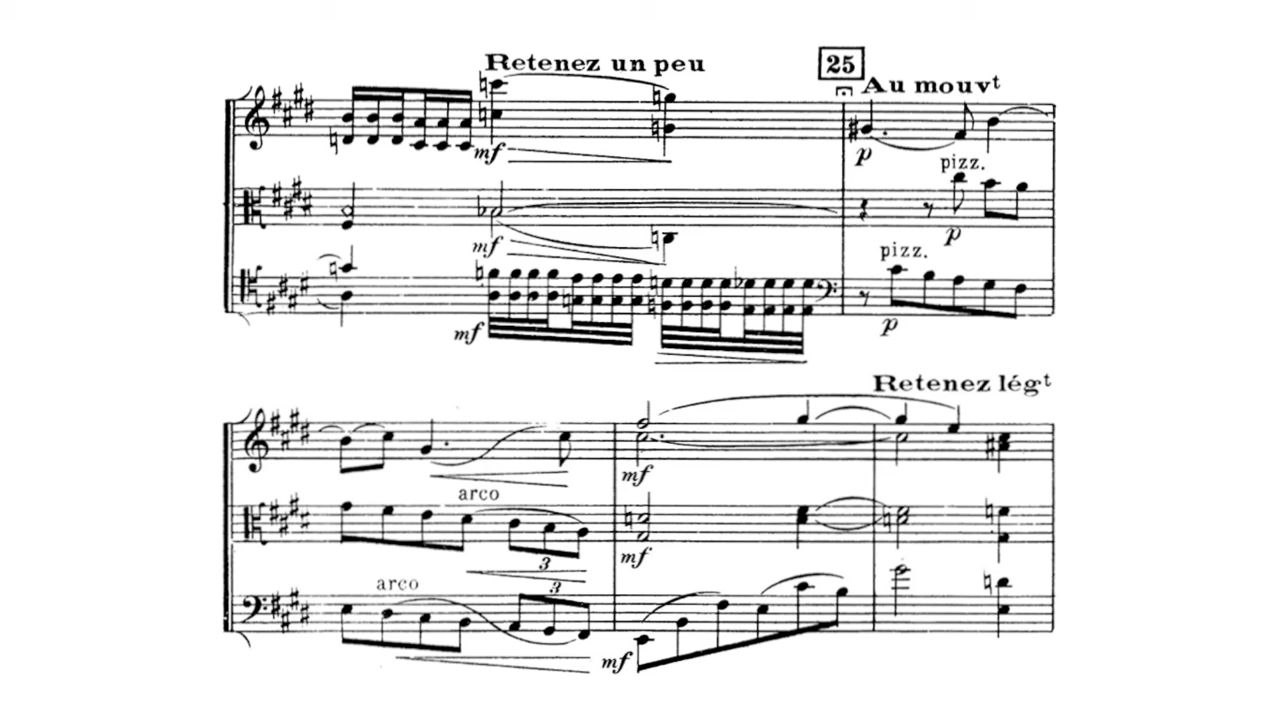 Retenez un peu
25
Au mouvt
mf
p
pizz.
mf
p
pizz.
mf
p
Retenez légt
mf
arco
3
mf
arco
3
mf